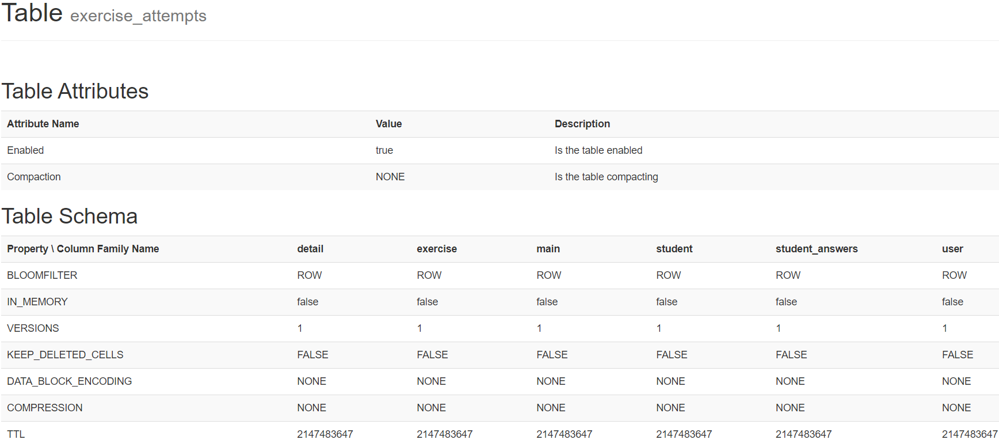 Table exercise_attempts
Table Attributes
Attribute Name Value Description
Enabled true Is the table enabled
Compaction NONE Is the table compacting
Table Schema
Property \ Column Family Name detail exercise main student student_answers user
BLOOMFILTER ROW ROW ROW ROW ROW ROW
IN_MEMORY false false false false false false
VERSIONS 1 1 1 1 1 1
KEEP_DELETED_CELLS FALSE FALSE FALSE FALSE FALSE FALSE
DATA_BLOCK_ENCODING NONE NONE NONE NONE NONE NONE
COMPRESSION NONE NONE NONE NONE NONE NONE
TTL 2147483647 2147483647 2147483647 2147483647 2147483647 2147483647